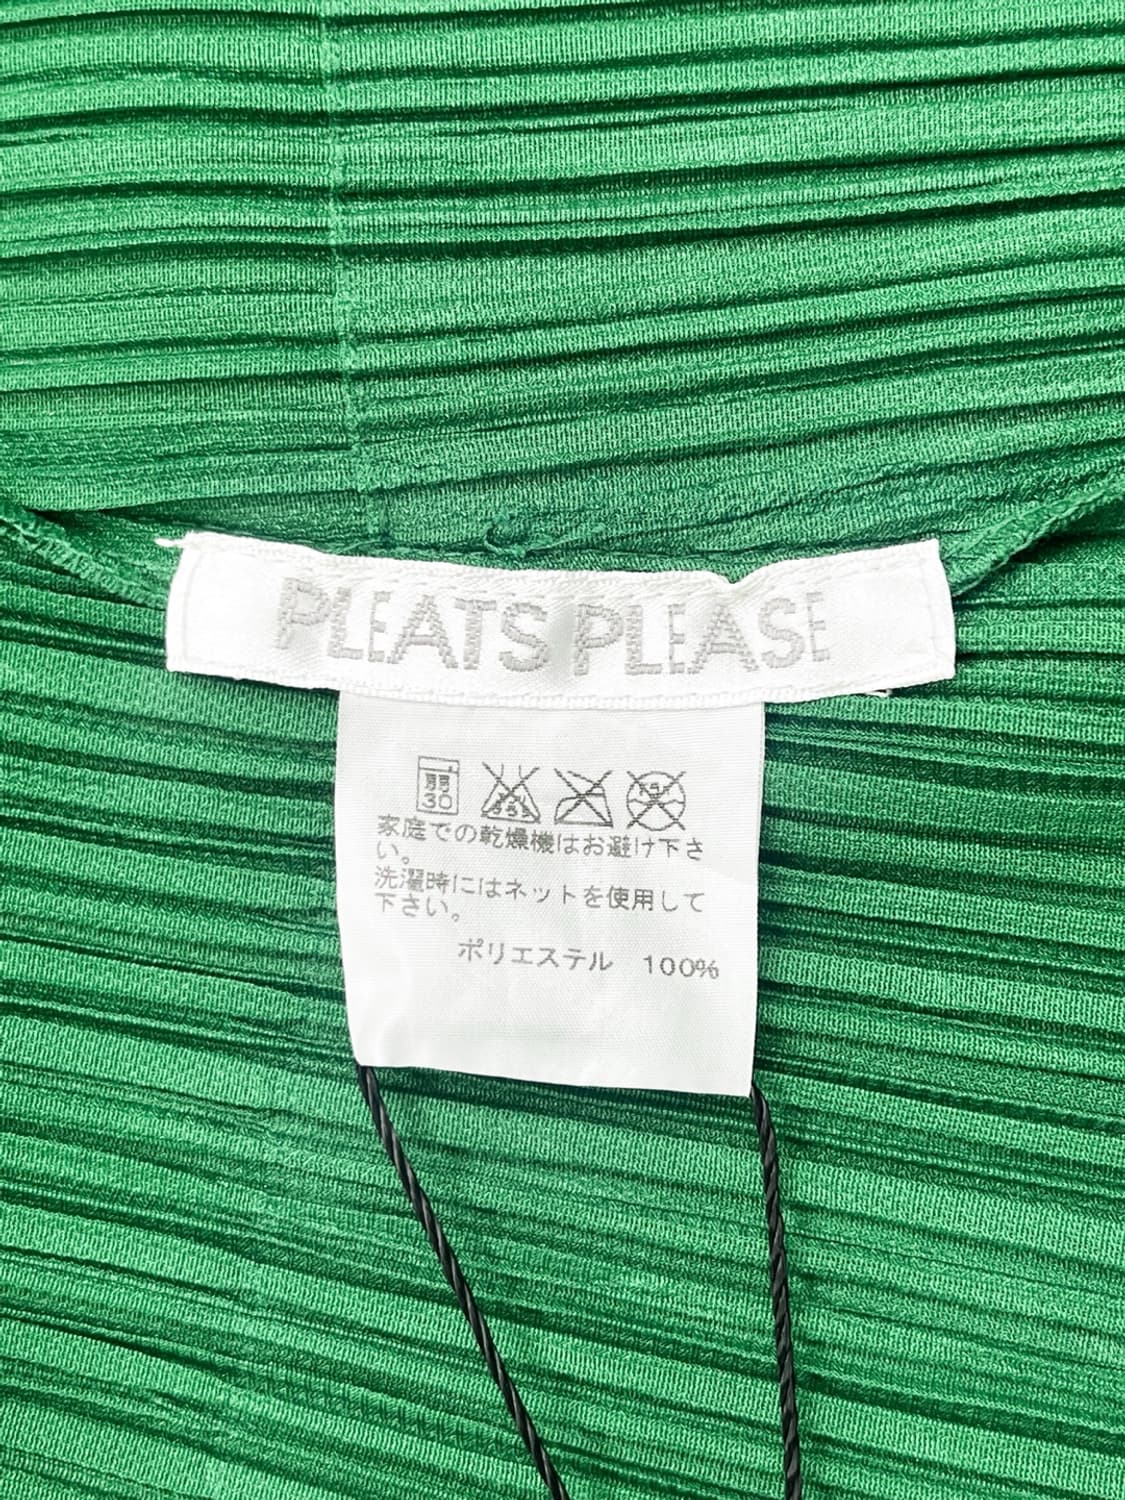 PLEATS PLEASE
弱
30
家庭での乾燥機はお避け下さ
い。
洗濯時にはネットを使用して
下さい。
ポリエステル 100%